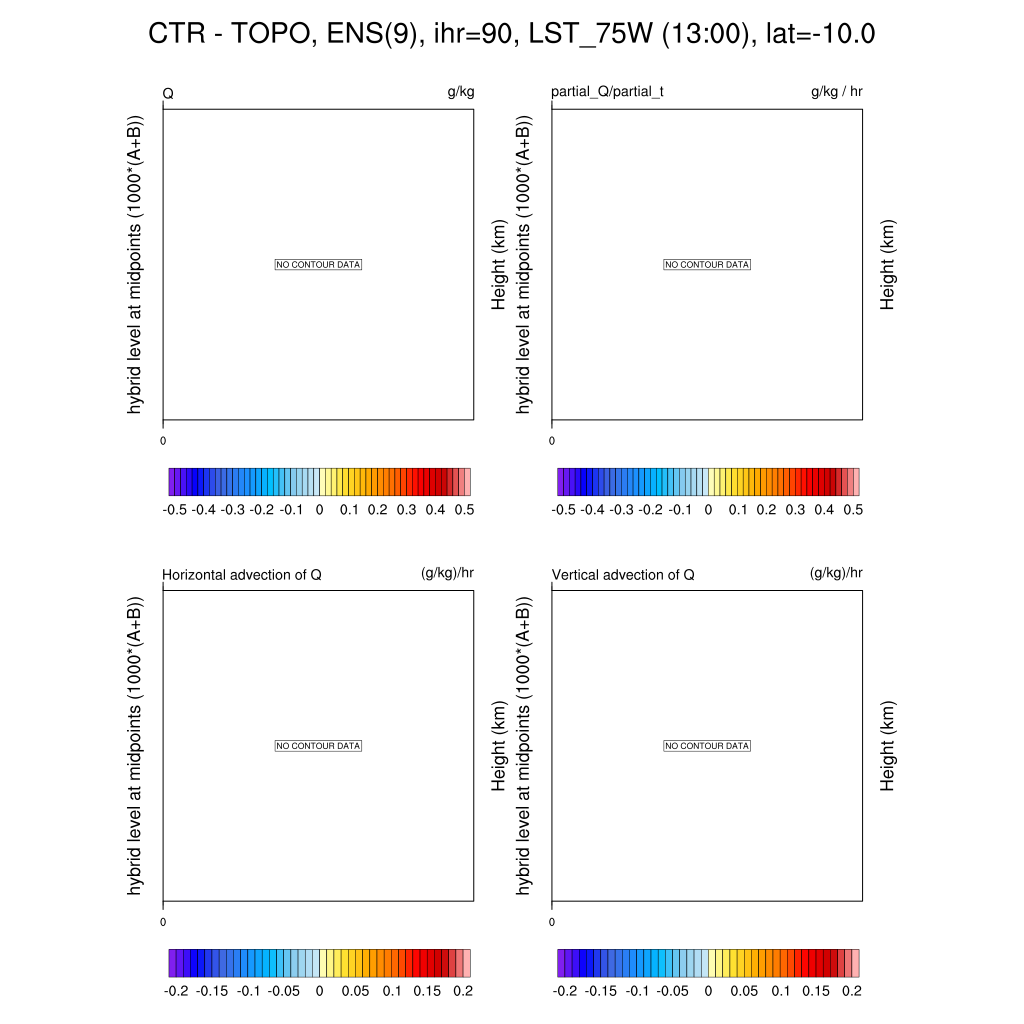 CTR - TOPO, ENS(9), ihr=90, LST_75W (13:00), lat=-10.0
Q g/kg
hybrid level at midpoints (1000*(A+B))
NO CONTOUR DATA
Height (km)
0
-0.5 -0.4 -0.3 -0.2 -0.1 0 0.1 0.2 0.3 0.4 0.5
partial_Q/partial_t g/kg / hr
hybrid level at midpoints (1000*(A+B))
NO CONTOUR DATA
Height (km)
0
-0.5 -0.4 -0.3 -0.2 -0.1 0 0.1 0.2 0.3 0.4 0.5
Horizontal advection of Q (g/kg)/hr
hybrid level at midpoints (1000*(A+B))
NO CONTOUR DATA
Height (km)
0
-0.2 -0.15 -0.1 -0.05 0 0.05 0.1 0.15 0.2
Vertical advection of Q (g/kg)/hr
hybrid level at midpoints (1000*(A+B))
NO CONTOUR DATA
Height (km)
0
-0.2 -0.15 -0.1 -0.05 0 0.05 0.1 0.15 0.2